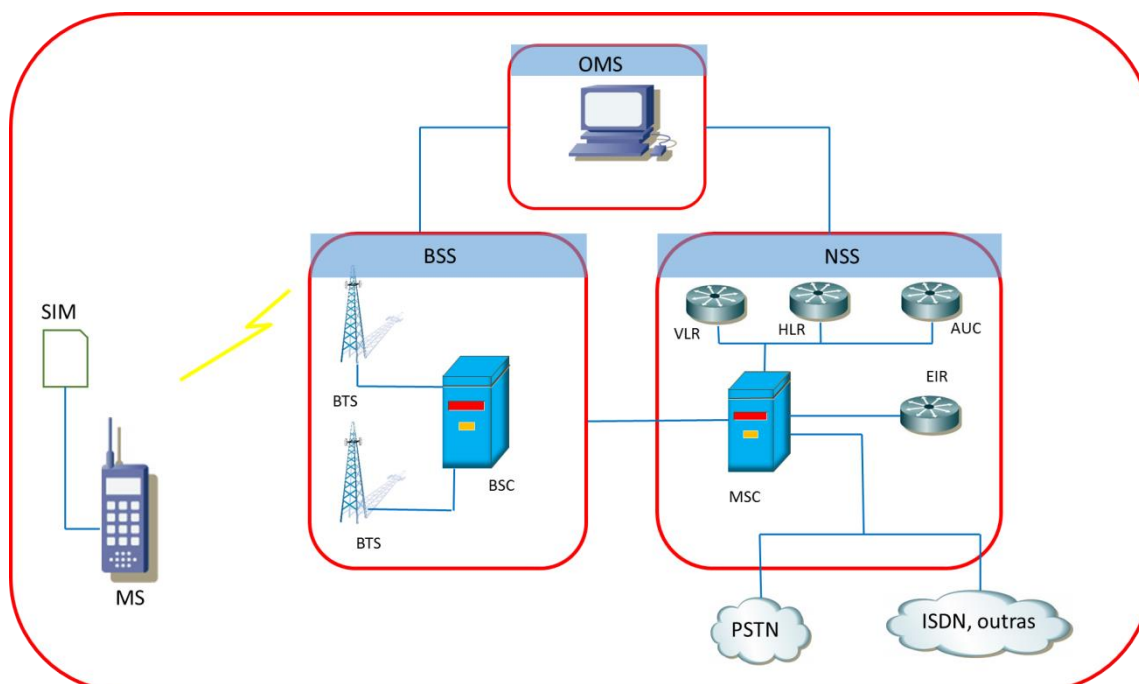 OMS
BSS
NSS
SIM
VLR
HLR
AUC
EIR
BTS
BSC
MSC
BTS
MS
PSTN
ISDN, outras